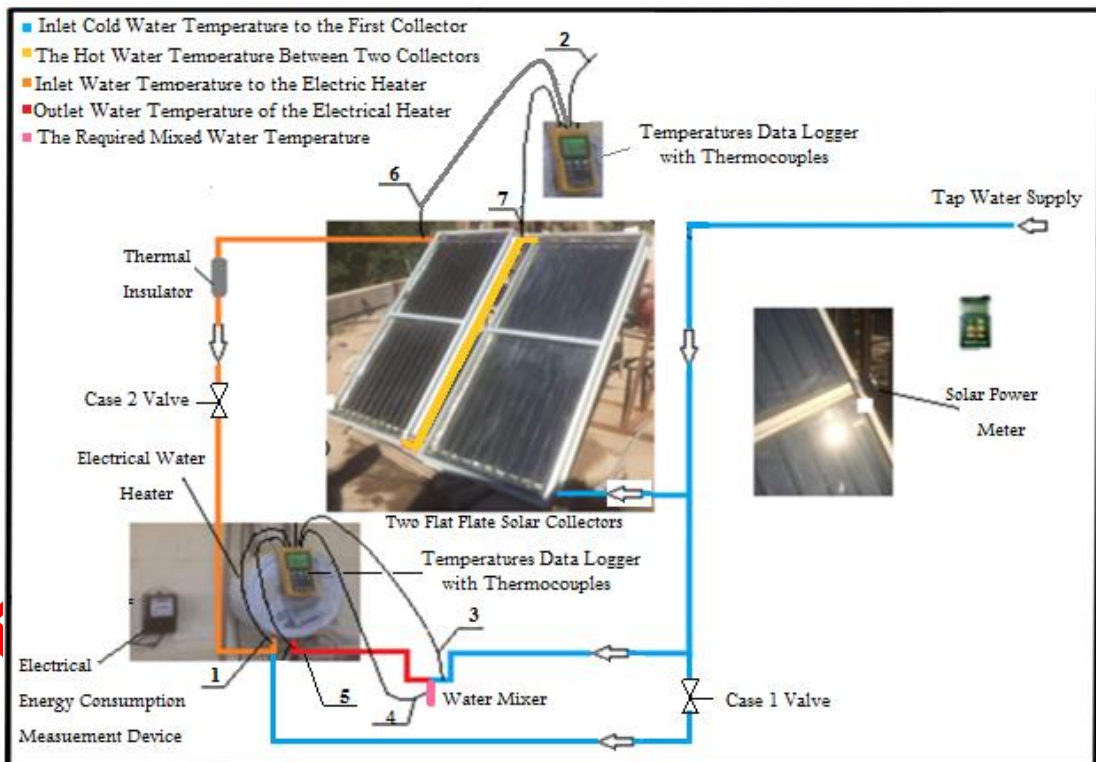 Inlet Cold Water Temperature to the First Collector
The Hot Water Temperature Between Two Collectors
Inlet Water Temperature to the Electric Heater
Outlet Water Temperature of the Electrical Heater
The Required Mixed Water Temperature
2
Temperatures Data Logger
with Thermocouples
6
7
Tap Water Supply
Thermal
Insulator
Case 2 Valve
Solar Power
Meter
Electrical Water
Heater
Two Flat Plate Solar Collectors
Temperatures Data Logger
with Thermocouples
3
Electrical
Energy Consumption
Measuement Device
1
5
4
Water Mixer
Case 1 Valve